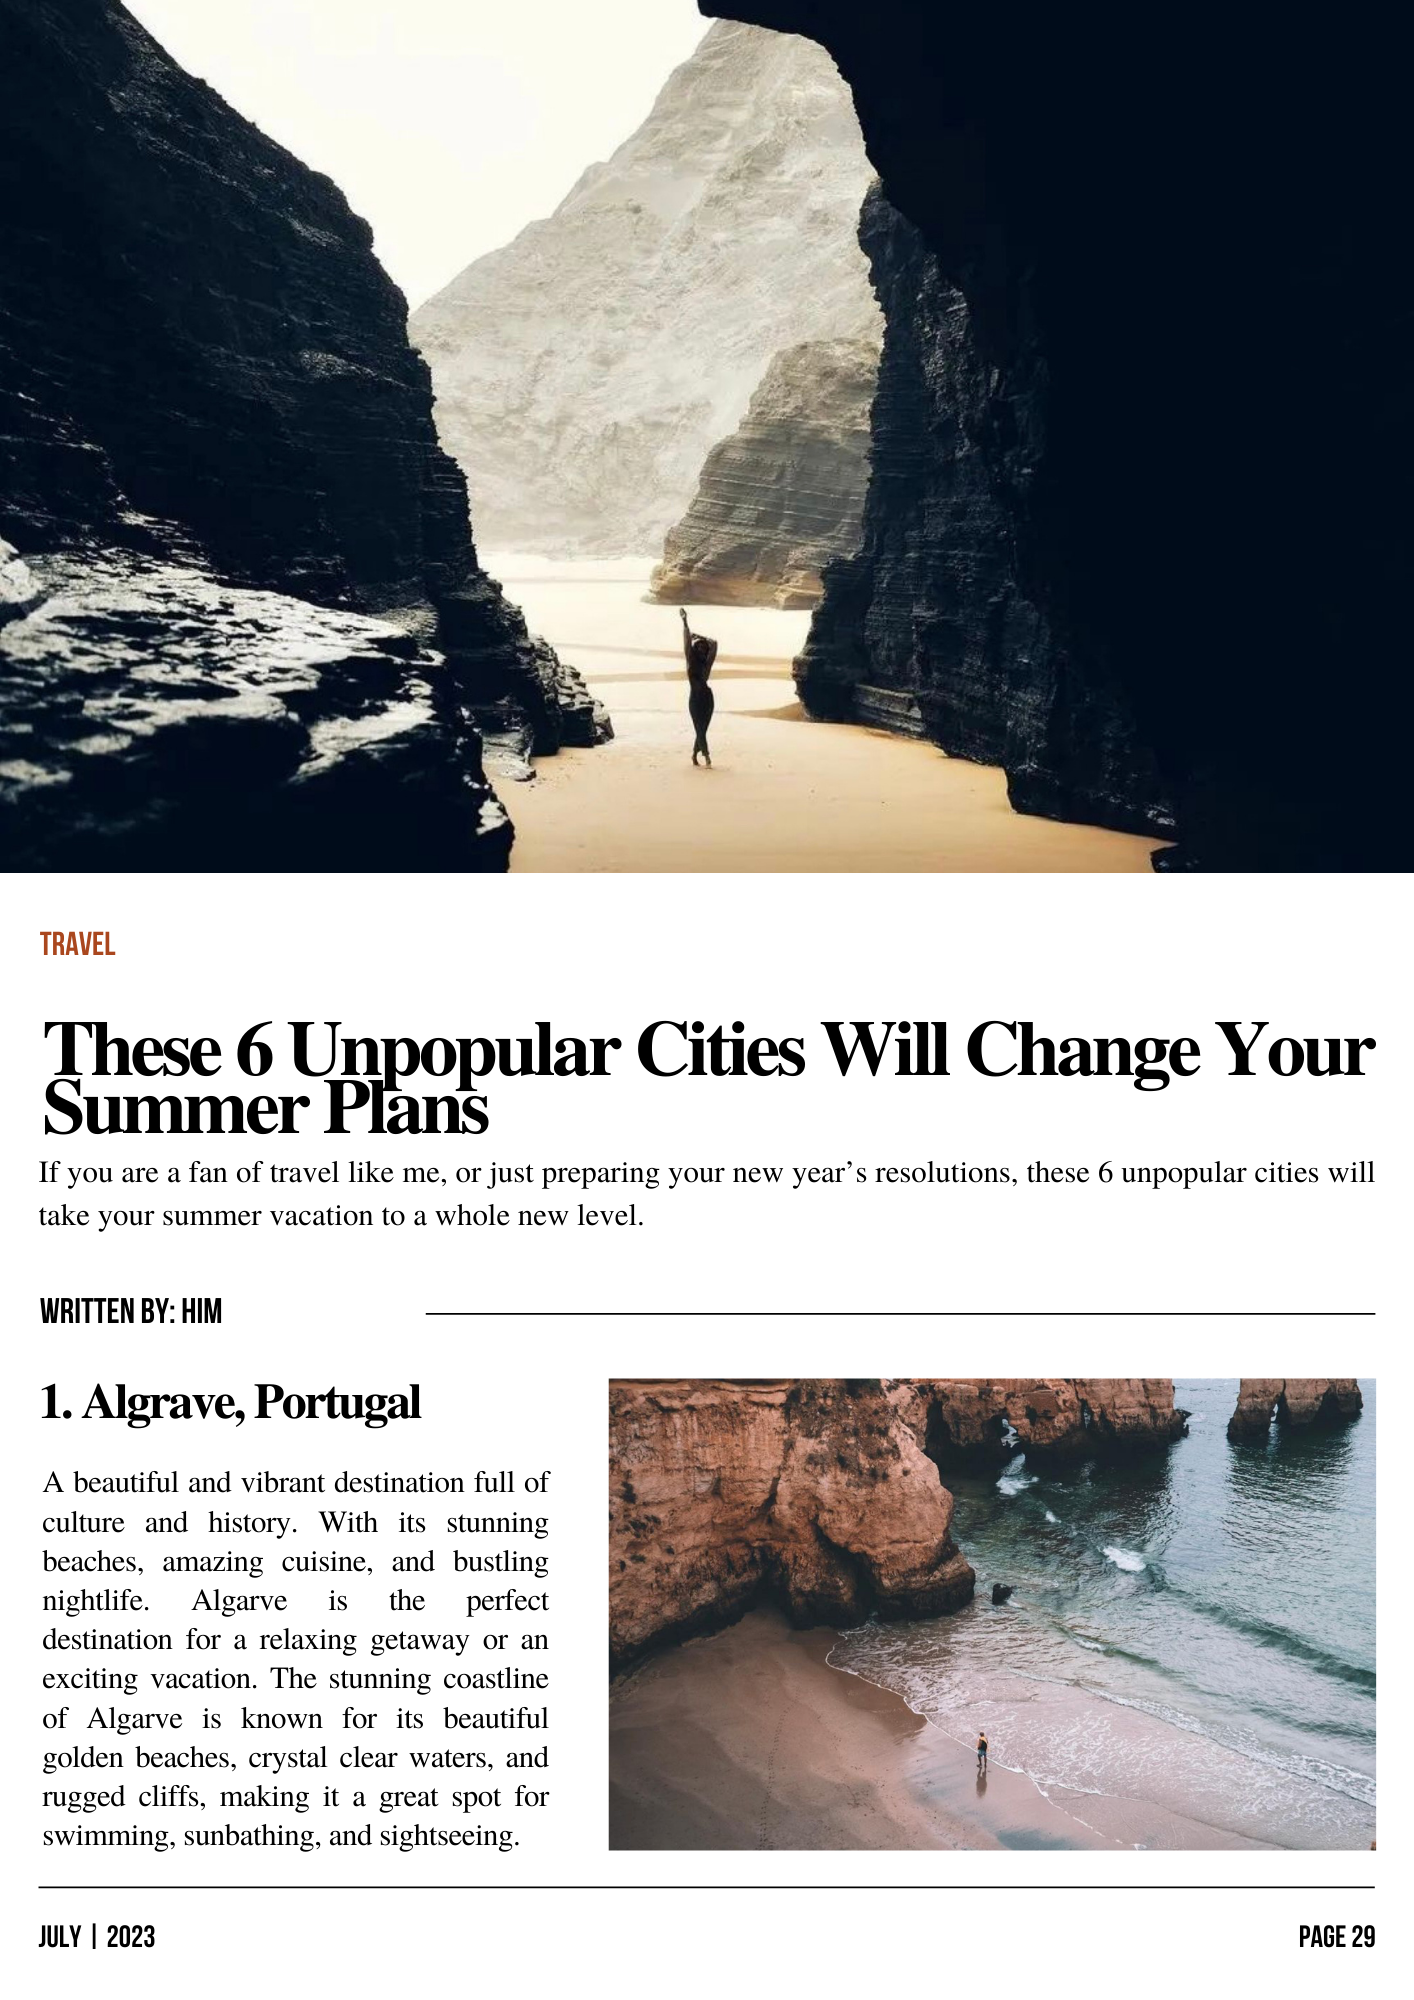 TRAVEL
These 6 Unpopular Cities Will Change Your
Summer Plans
If you are a fan of travel like me, or just preparing your new year’s resolutions, these 6 unpopular cities will
take your summer vacation to a whole new level.
WRITTEN BY: HIM
1. Algrave, Portugal
A beautiful and vibrant destination full of
culture and history. With its stunning
beaches, amazing cuisine, and bustling
nightlife. Algarve is the perfect
destination for a relaxing getaway or an
exciting vacation. The stunning coastline
of Algarve is known for its beautiful
golden beaches, crystal clear waters, and
rugged cliffs, making it a great spot for
swimming, sunbathing, and sightseeing.
JULY | 2023
PAGE 29